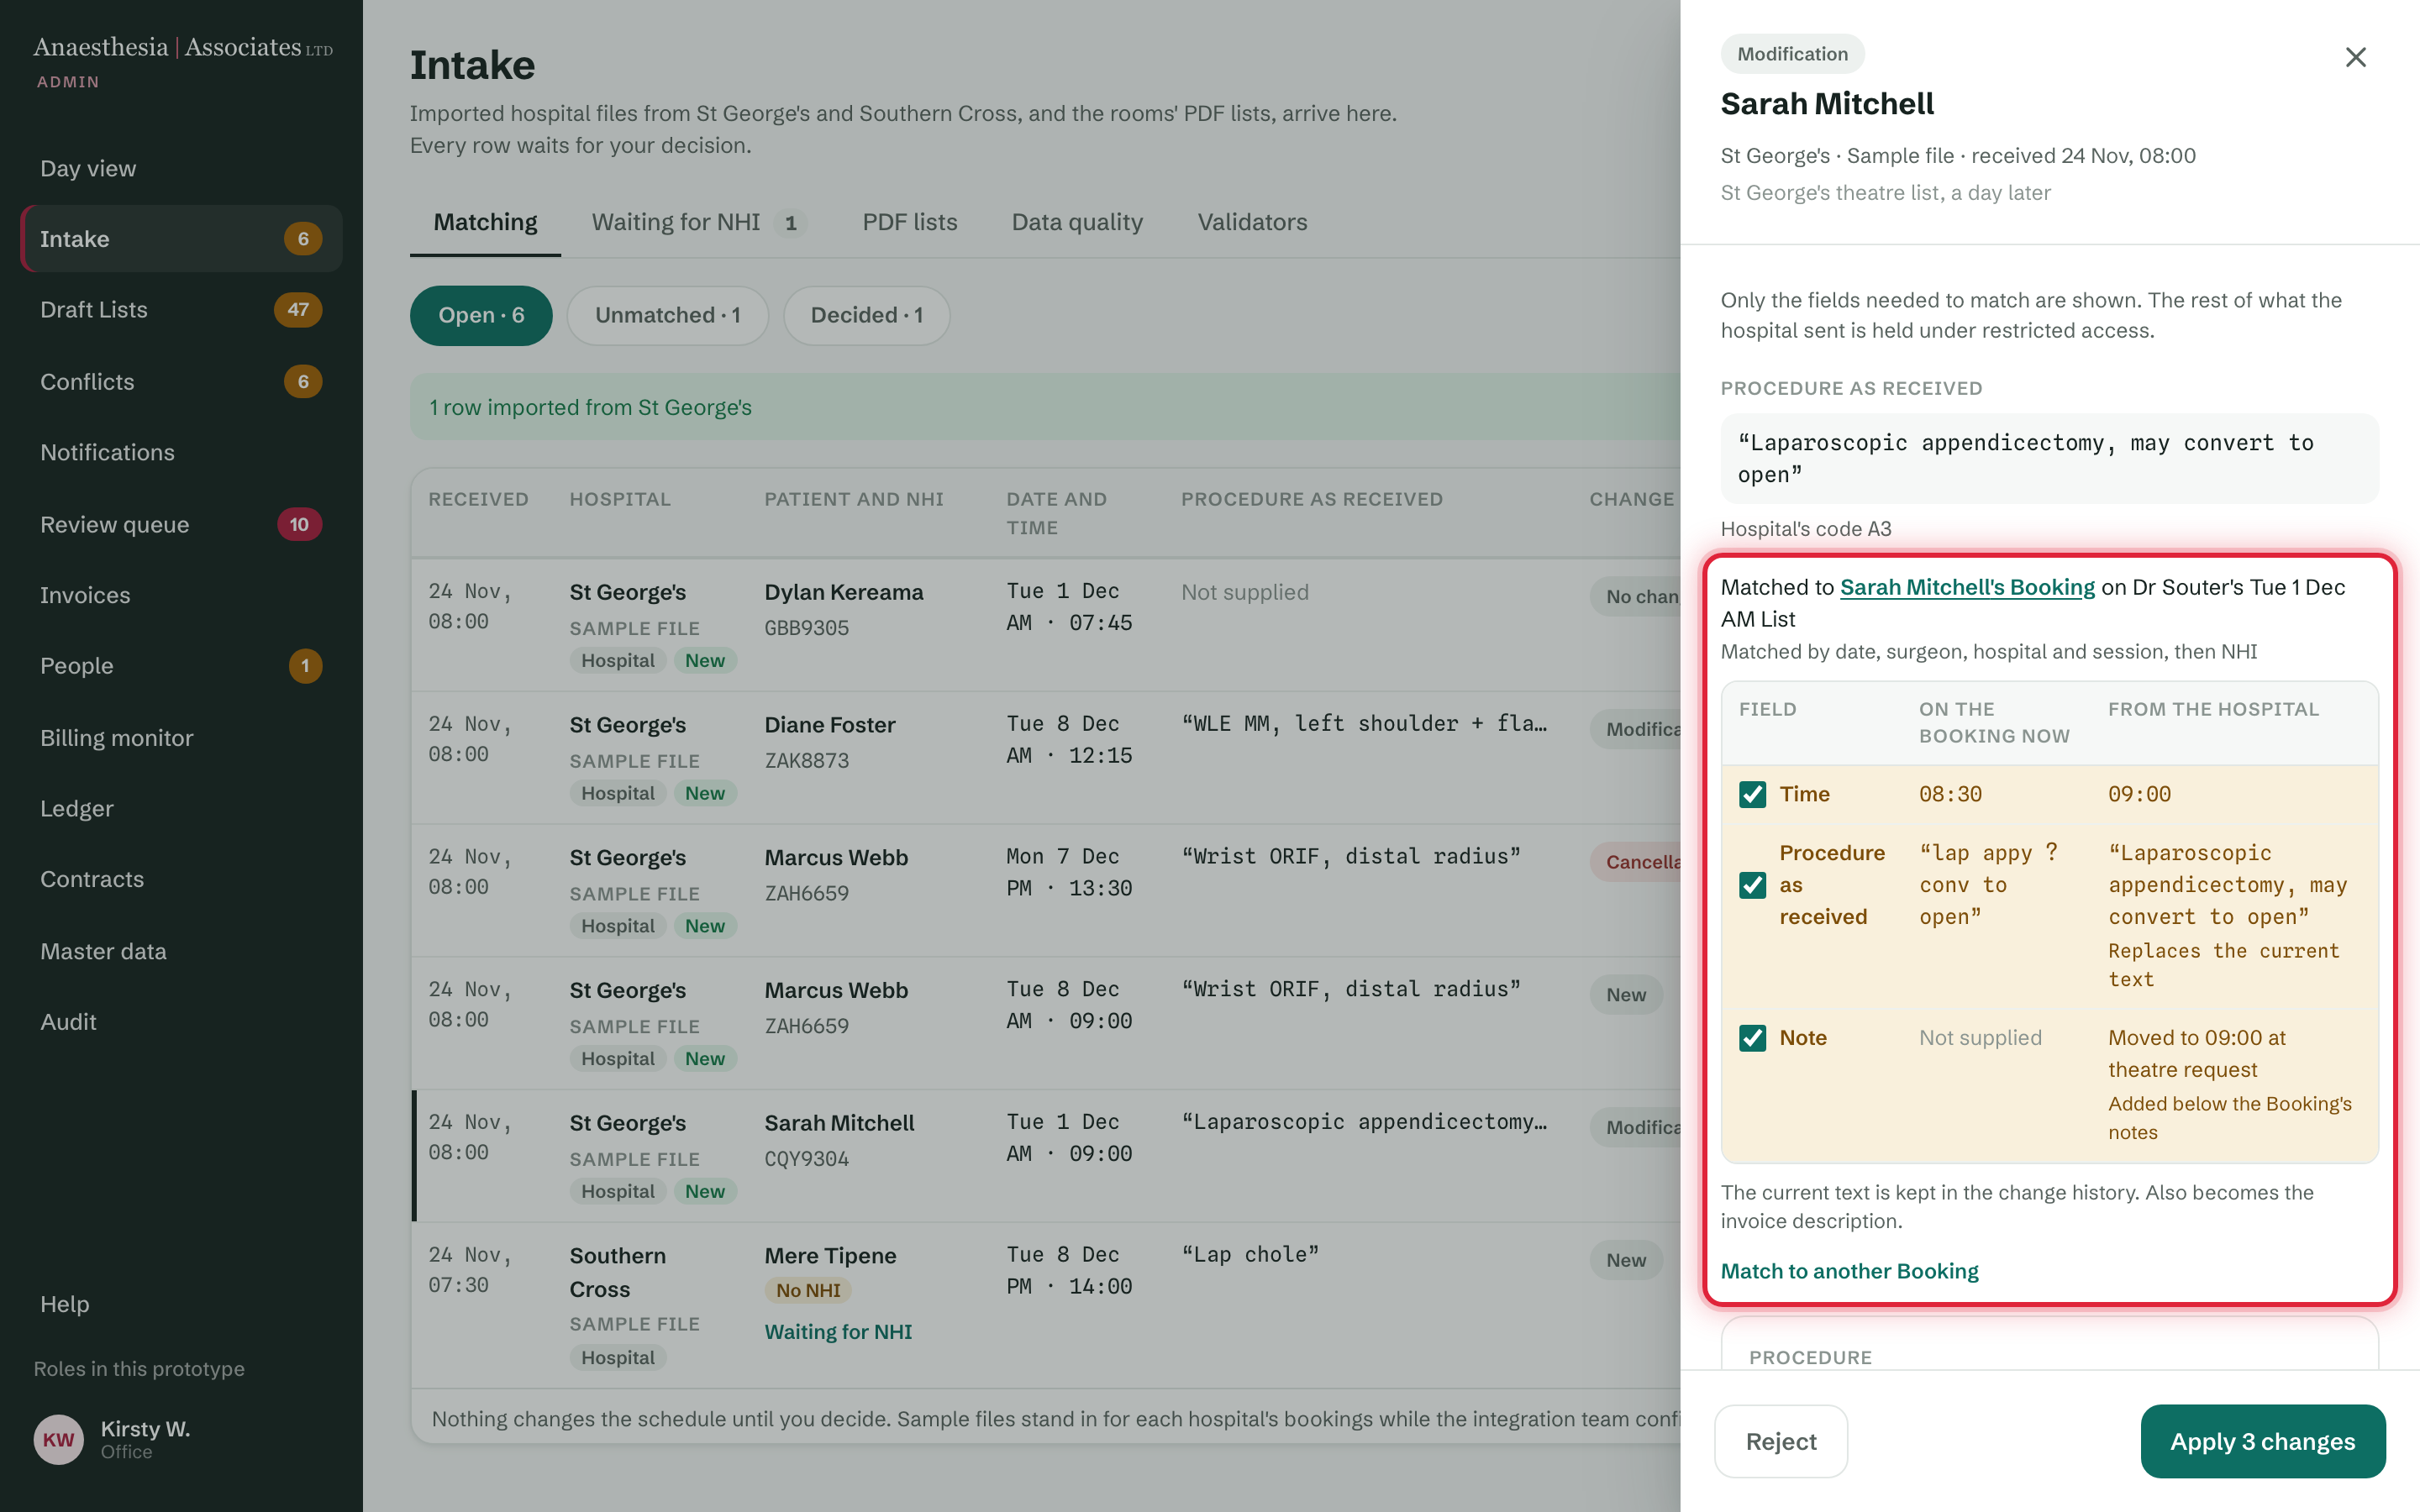 Anaesthesia | Associates LTD
ADMIN
Day view
Intake 6
Draft Lists 47
Conflicts 6
Notifications
Review queue 10
Invoices
People 1
Billing monitor
Ledger
Contracts
Master data
Audit
Help
Roles in this prototype
KW Kirsty W.
Office
Intake
Imported hospital files from St George's and Southern Cross, and the rooms' PDF lists, arrive here.
Every row waits for your decision.
Matching Waiting for NHI 1 PDF lists Data quality Validators
Open · 6 Unmatched · 1 Decided · 1
1 row imported from St George's
RECEIVED HOSPITAL PATIENT AND NHI DATE AND TIME PROCEDURE AS RECEIVED CHANGE
24 Nov, St George's Dylan Kereama Tue 1 Dec Not supplied
08:00 SAMPLE FILE GBB9305 AM · 07:45 No chan
Hospital New
24 Nov, St George's Diane Foster Tue 8 Dec “WLE MM, left shoulder + fla…
08:00 SAMPLE FILE ZAK8873 AM · 12:15 Modifica
Hospital New
24 Nov, St George's Marcus Webb Mon 7 Dec “Wrist ORIF, distal radius”
08:00 SAMPLE FILE ZAH6659 PM · 13:30 Cancella
Hospital New
24 Nov, St George's Marcus Webb Tue 8 Dec “Wrist ORIF, distal radius”
08:00 SAMPLE FILE ZAH6659 AM · 09:00 New
Hospital New
24 Nov, St George's Sarah Mitchell Tue 1 Dec “Laparoscopic appendicectomy…
08:00 SAMPLE FILE CQY9304 AM · 09:00 Modifica
Hospital New
24 Nov, Southern Mere Tipene Tue 8 Dec “Lap chole”
07:30 Cross No NHI PM · 14:00 New
SAMPLE FILE Waiting for NHI
Hospital
Nothing changes the schedule until you decide. Sample files stand in for each hospital's bookings while the integration team confi
Modification
Sarah Mitchell
St George's · Sample file · received 24 Nov, 08:00
St George's theatre list, a day later
Only the fields needed to match are shown. The rest of what the
hospital sent is held under restricted access.
PROCEDURE AS RECEIVED
“Laparoscopic appendicectomy, may convert to
open”
Hospital's code A3
Matched to Sarah Mitchell's Booking on Dr Souter's Tue 1 Dec
AM List
Matched by date, surgeon, hospital and session, then NHI
FIELD ON THE BOOKING NOW FROM THE HOSPITAL
Time 08:30 09:00
Procedure “lap appy ? “Laparoscopic
as conv to appendicectomy, may
received open” convert to open”
Replaces the current
text
Note Not supplied Moved to 09:00 at
theatre request
Added below the Booking's
notes
The current text is kept in the change history. Also becomes the
invoice description.
Match to another Booking
PROCEDURE
Reject Apply 3 changes